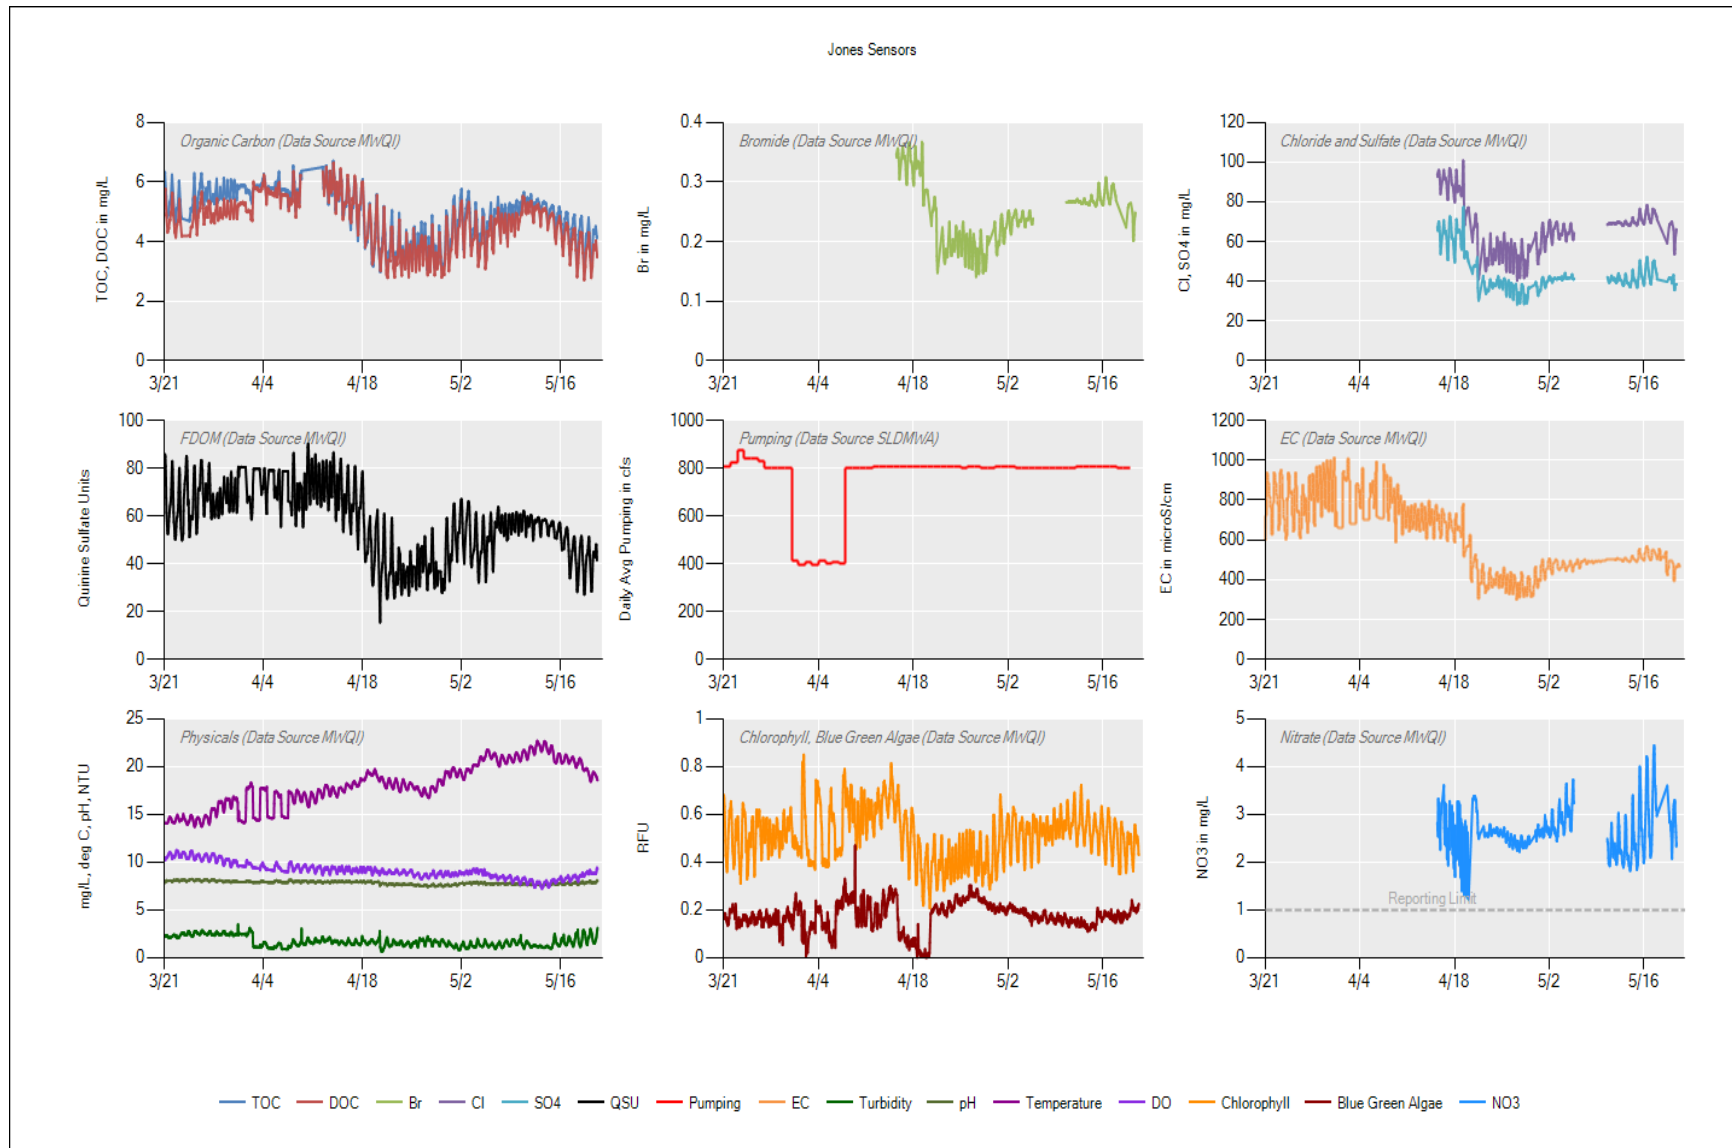 Jones Sensors
Organic Carbon (Data Source MWQI)
TOC, DOC in mg/L
8
6
4
2
0
3/21 4/4 4/18 5/2 5/16
Bromide (Data Source MWQI)
Br in mg/L
0.4
0.3
0.2
0.1
0
3/21 4/4 4/18 5/2 5/16
Chloride and Sulfate (Data Source MWQI)
Cl, SO4 in mg/L
120
100
80
60
40
20
0
3/21 4/4 4/18 5/2 5/16
FDOM (Data Source MWQI)
Quinine Sulfate Units
100
80
60
40
20
0
3/21 4/4 4/18 5/2 5/16
Pumping (Data Source SLDMWA)
Daily Avg Pumping in cfs
1000
800
600
400
200
0
3/21 4/4 4/18 5/2 5/16
EC (Data Source MWQI)
EC in microS/cm
1200
1000
800
600
400
200
0
3/21 4/4 4/18 5/2 5/16
Physicals (Data Source MWQI)
mg/L, deg C, pH, NTU
25
20
15
10
5
0
3/21 4/4 4/18 5/2 5/16
Chlorophyll, Blue Green Algae (Data Source MWQI)
RFU
1
0.8
0.6
0.4
0.2
0
3/21 4/4 4/18 5/2 5/16
Nitrate (Data Source MWQI)
NO3 in mg/L
5
4
3
2
1
0
Reporting Limit
3/21 4/4 4/18 5/2 5/16
TOC DOC Br Cl SO4 QSU Pumping EC Turbidity pH Temperature DO Chlorophyll Blue Green Algae NO3